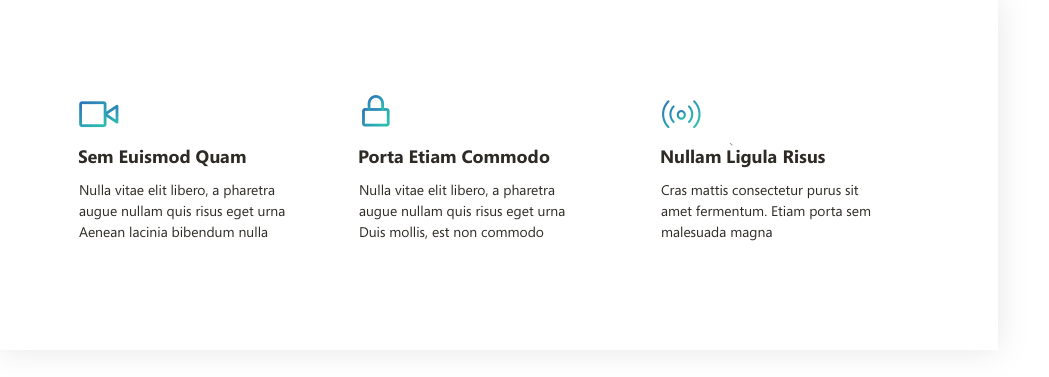 Sem Euismod Quam
Nulla vitae elit libero, a pharetra
augue nullam quis risus eget urna
Aenean lacinia bibendum nulla
Porta Etiam Commodo
Nulla vitae elit libero, a pharetra
augue nullam quis risus eget urna
Duis mollis, est non commodo
Nullam Ligula Risus
Cras mattis consectetur purus sit
amet fermentum. Etiam porta sem
malesuada magna